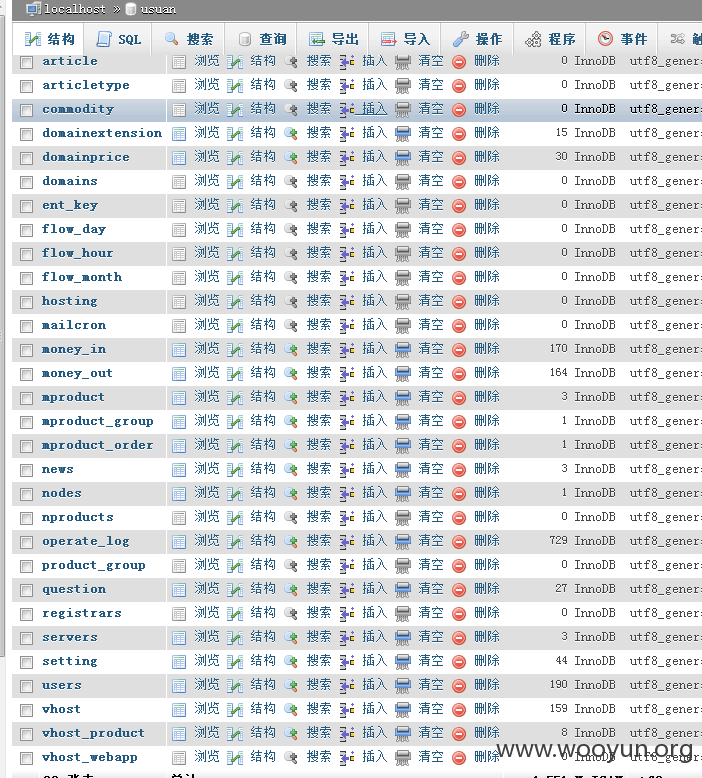 localhost » usuan
结构 SQL 搜索 查询 导出 导入 操作 程序 事件
article 浏览 结构 搜索 插入 清空 删除 0 InnoDB utf8_gener
articletype 浏览 结构 搜索 插入 清空 删除 0 InnoDB utf8_gener
commodity 浏览 结构 搜索 插入 清空 删除 0 InnoDB utf8_gener
domainextension 浏览 结构 搜索 插入 清空 删除 15 InnoDB utf8_gener
domainprice 浏览 结构 搜索 插入 清空 删除 30 InnoDB utf8_gener
domains 浏览 结构 搜索 插入 清空 删除 0 InnoDB utf8_gener
ent_key 浏览 结构 搜索 插入 清空 删除 0 InnoDB utf8_gener
flow_day 浏览 结构 搜索 插入 清空 删除 0 InnoDB utf8_gener
flow_hour 浏览 结构 搜索 插入 清空 删除 0 InnoDB utf8_gener
flow_month 浏览 结构 搜索 插入 清空 删除 0 InnoDB utf8_gener
hosting 浏览 结构 搜索 插入 清空 删除 0 InnoDB utf8_gener
mailcron 浏览 结构 搜索 插入 清空 删除 0 InnoDB utf8_gener
money_in 浏览 结构 搜索 插入 清空 删除 170 InnoDB utf8_gener
money_out 浏览 结构 搜索 插入 清空 删除 164 InnoDB utf8_gener
mproduct 浏览 结构 搜索 插入 清空 删除 3 InnoDB utf8_gener
mproduct_group 浏览 结构 搜索 插入 清空 删除 1 InnoDB utf8_gener
mproduct_order 浏览 结构 搜索 插入 清空 删除 1 InnoDB utf8_gener
news 浏览 结构 搜索 插入 清空 删除 3 InnoDB utf8_gener
nodes 浏览 结构 搜索 插入 清空 删除 1 InnoDB utf8_gener
nproducts 浏览 结构 搜索 插入 清空 删除 0 InnoDB utf8_gener
operate_log 浏览 结构 搜索 插入 清空 删除 729 InnoDB utf8_gener
product_group 浏览 结构 搜索 插入 清空 删除 0 InnoDB utf8_gener
question 浏览 结构 搜索 插入 清空 删除 27 InnoDB utf8_gener
registrars 浏览 结构 搜索 插入 清空 删除 0 InnoDB utf8_gener
servers 浏览 结构 搜索 插入 清空 删除 3 InnoDB utf8_gener
setting 浏览 结构 搜索 插入 清空 删除 44 InnoDB utf8_gener
users 浏览 结构 搜索 插入 清空 删除 190 InnoDB utf8_gener
vhost 浏览 结构 搜索 插入 清空 删除 159 InnoDB utf8_gener
vhost_product 浏览 结构 搜索 插入 清空 删除 8 InnoDB utf8_gener
vhost_webapp 浏览 结构 搜索 插入 清空 删除 0 InnoDB utf8_gener
www.wooyun.org